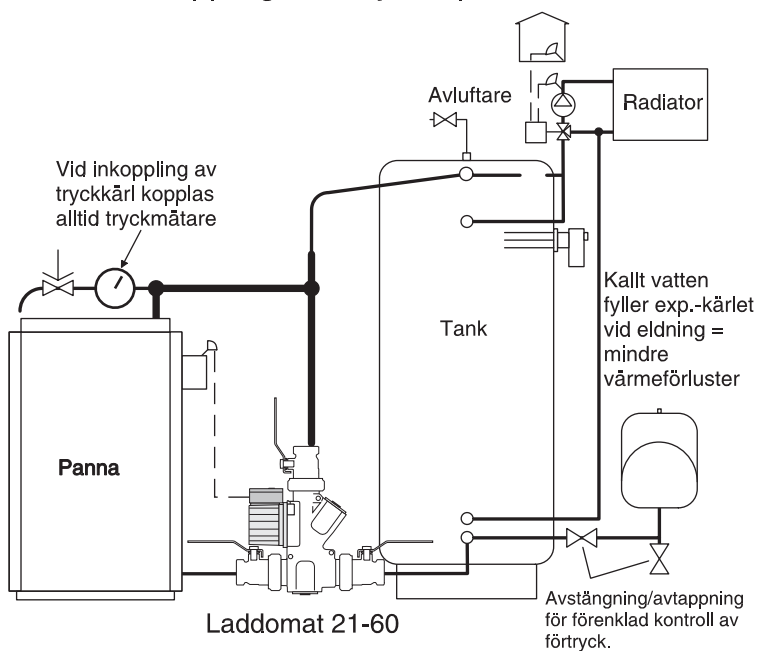 Avluftare
Radiator
Vid inkoppling av
tryckkärl kopplas
alltid tryckmätare
Kallt vatten
fyller exp.-kärlet
vid eldning =
mindre
värmeförluster
Tank
Panna
Laddomat 21-60
Avstängning/avtappning
för förenklad kontroll av
förtryck.